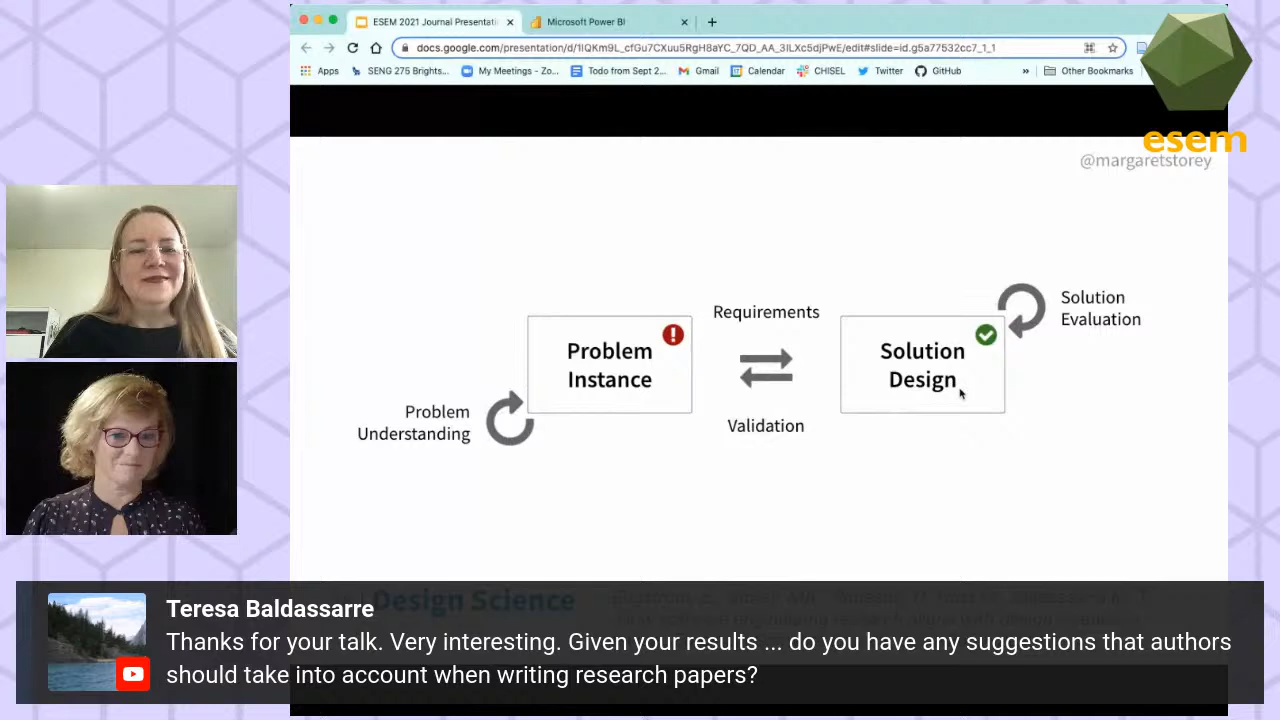 ESEM 2021 Journal Presentati
Microsoft Power BI
docs.google.com/presentation/d/1IQKm9L_cfGu7CXuu5RgH8aYC_7QD_AA_3ILXc5djPwE/edit#slide=id.g5a77532cc7_1_1
Apps
SENG 275 Brights...
My Meetings - Zo...
Todo from Sept 2...
Gmail
Calendar
CHISEL
Twitter
GitHub
»
Other Bookmarks
esem
@margaretstorey
Problem
Understanding
Problem
Instance
Requirements
Validation
Solution
Design
Solution
Evaluation
Design Science
Teresa Baldassarre
Thanks for your talk. Very interesting. Given your results ... do you have any suggestions that authors
should take into account when writing research papers?